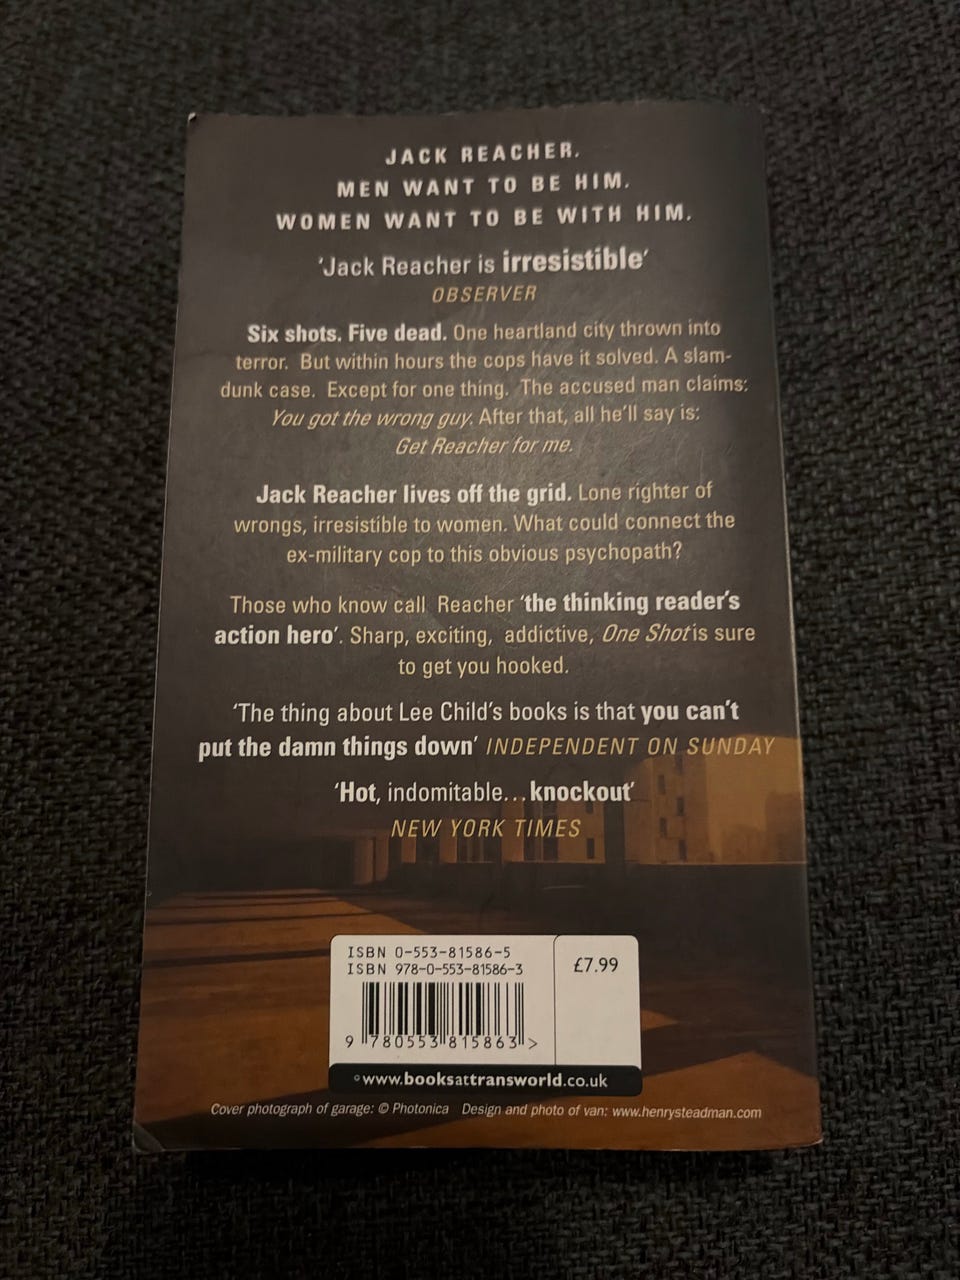 JACK REACHER.
MEN WANT TO BE HIM.
WOMEN WANT TO BE WITH HIM.
'Jack Reacher is irresistible'
OBSERVER
Six shots. Five dead. One heartland city thrown into
terror. But within hours the cops have it solved. A slam-
dunk case. Except for one thing. The accused man claims:
You got the wrong guy. After that, all he'll say is:
Get Reacher for me.
Jack Reacher lives off the grid. Lone righter of
wrongs, irresistible to women. What could connect the
ex-military cop to this obvious psychopath?
Those who know call Reacher 'the thinking reader's
action hero'. Sharp, exciting, addictive, One Shot is sure
to get you hooked.
'The thing about Lee Child's books is that you can't
put the damn things down' INDEPENDENT ON SUNDAY
'Hot, indomitable...knockout'
NEW YORK TIMES
ISBN 0-553-81586-5
ISBN 978-0-553-81586-3
£7.99
9 780553 815863 >
www.booksattransworld.co.uk
Cover photograph of garage: © Photonica Design and photo of van: www.henrysteadman.com